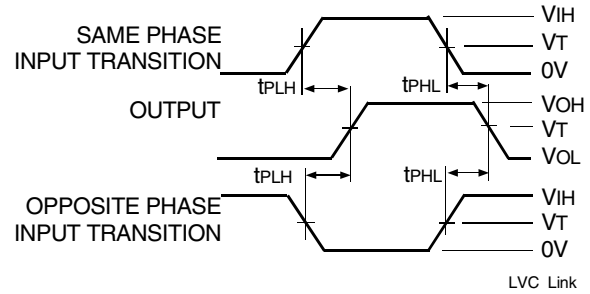 SAME PHASE
INPUT TRANSITION
VIH
VT
0V
tPLH
tPHL
OUTPUT
VOH
VT
VOL
tPLH
tPHL
OPPOSITE PHASE
INPUT TRANSITION
VIH
VT
0V
LVC Link